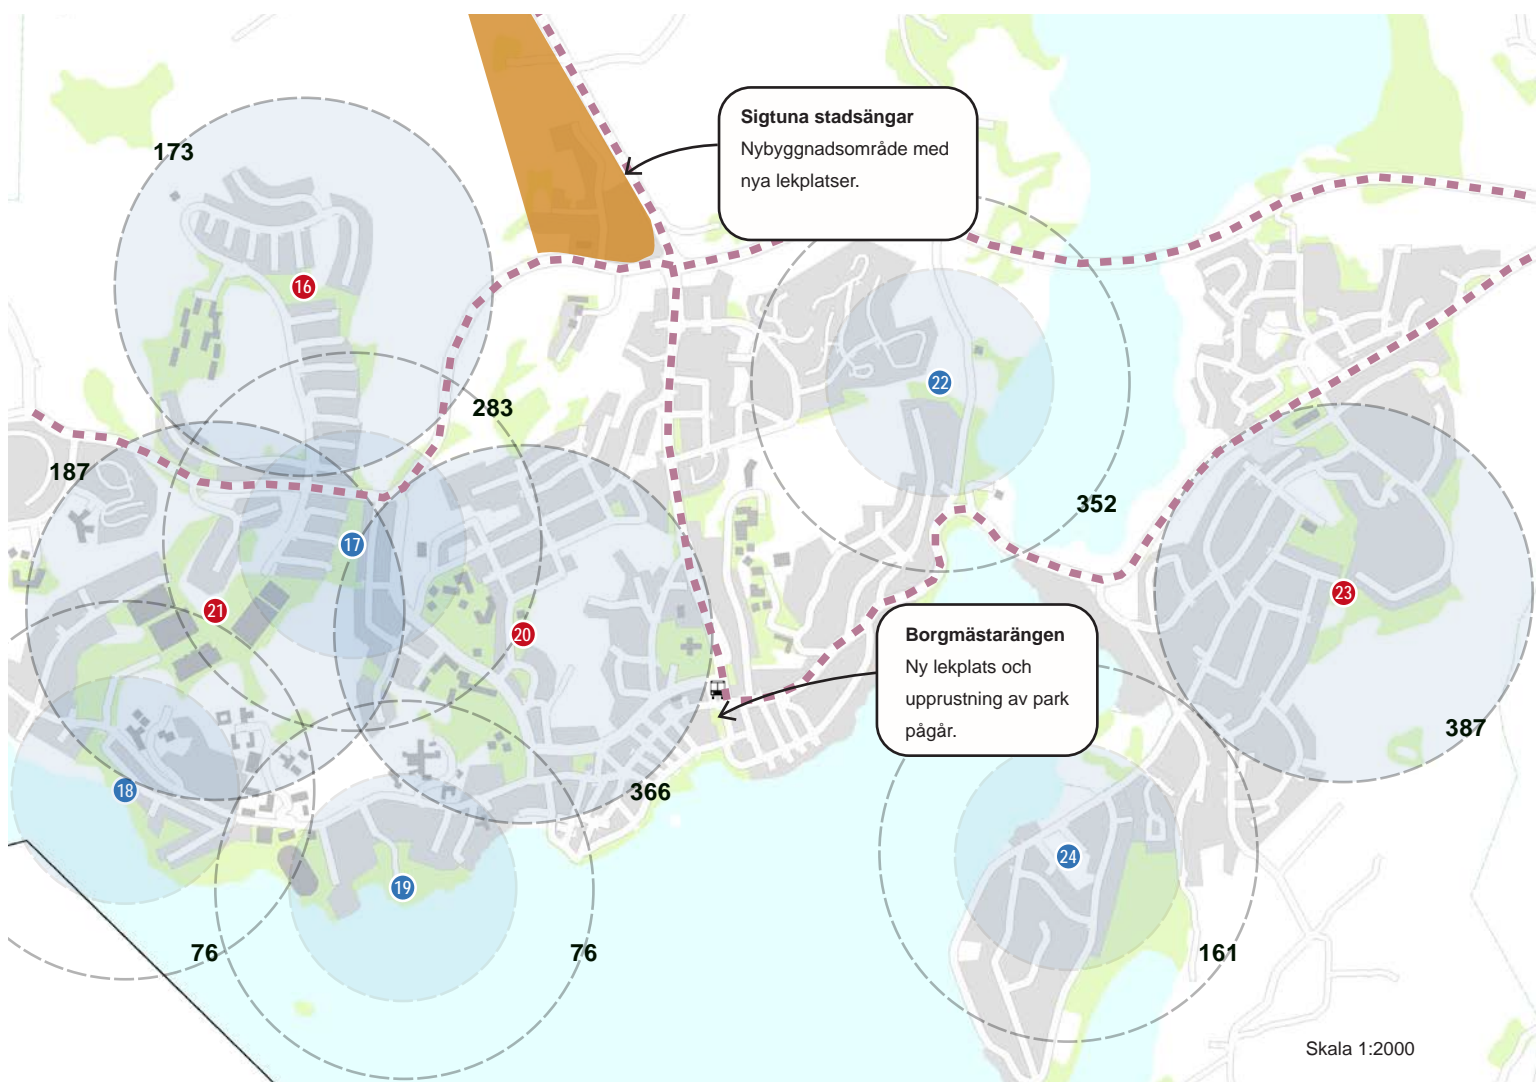 Sigtuna stadsängar
Nybyggnadsområde med
nya lekplatser.
173
16
22
283
187
352
17
23
21
20
Borgmästarängen
Ny lekplats och
upprustning av park
pågår.
387
18
366
24
19
76
76
161
Skala 1:2000